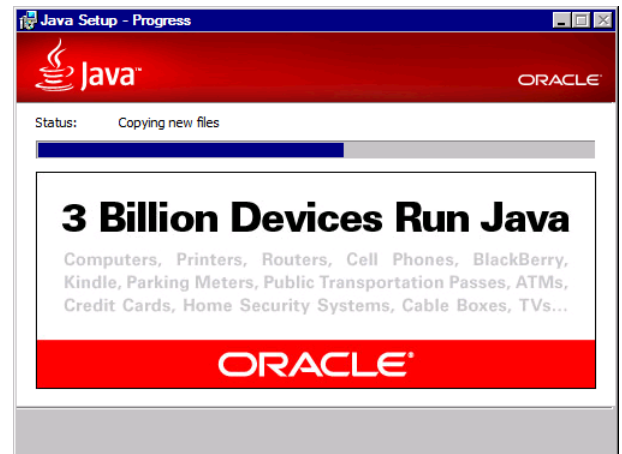 Java Setup - Progress
Java™
ORACLE®
Status: Copying new files
3 Billion Devices Run Java
Computers, Printers, Routers, Cell Phones, BlackBerry,
Kindle, Parking Meters, Public Transportation Passes, ATMs,
Credit Cards, Home Security Systems, Cable Boxes, TVs...
ORACLE®